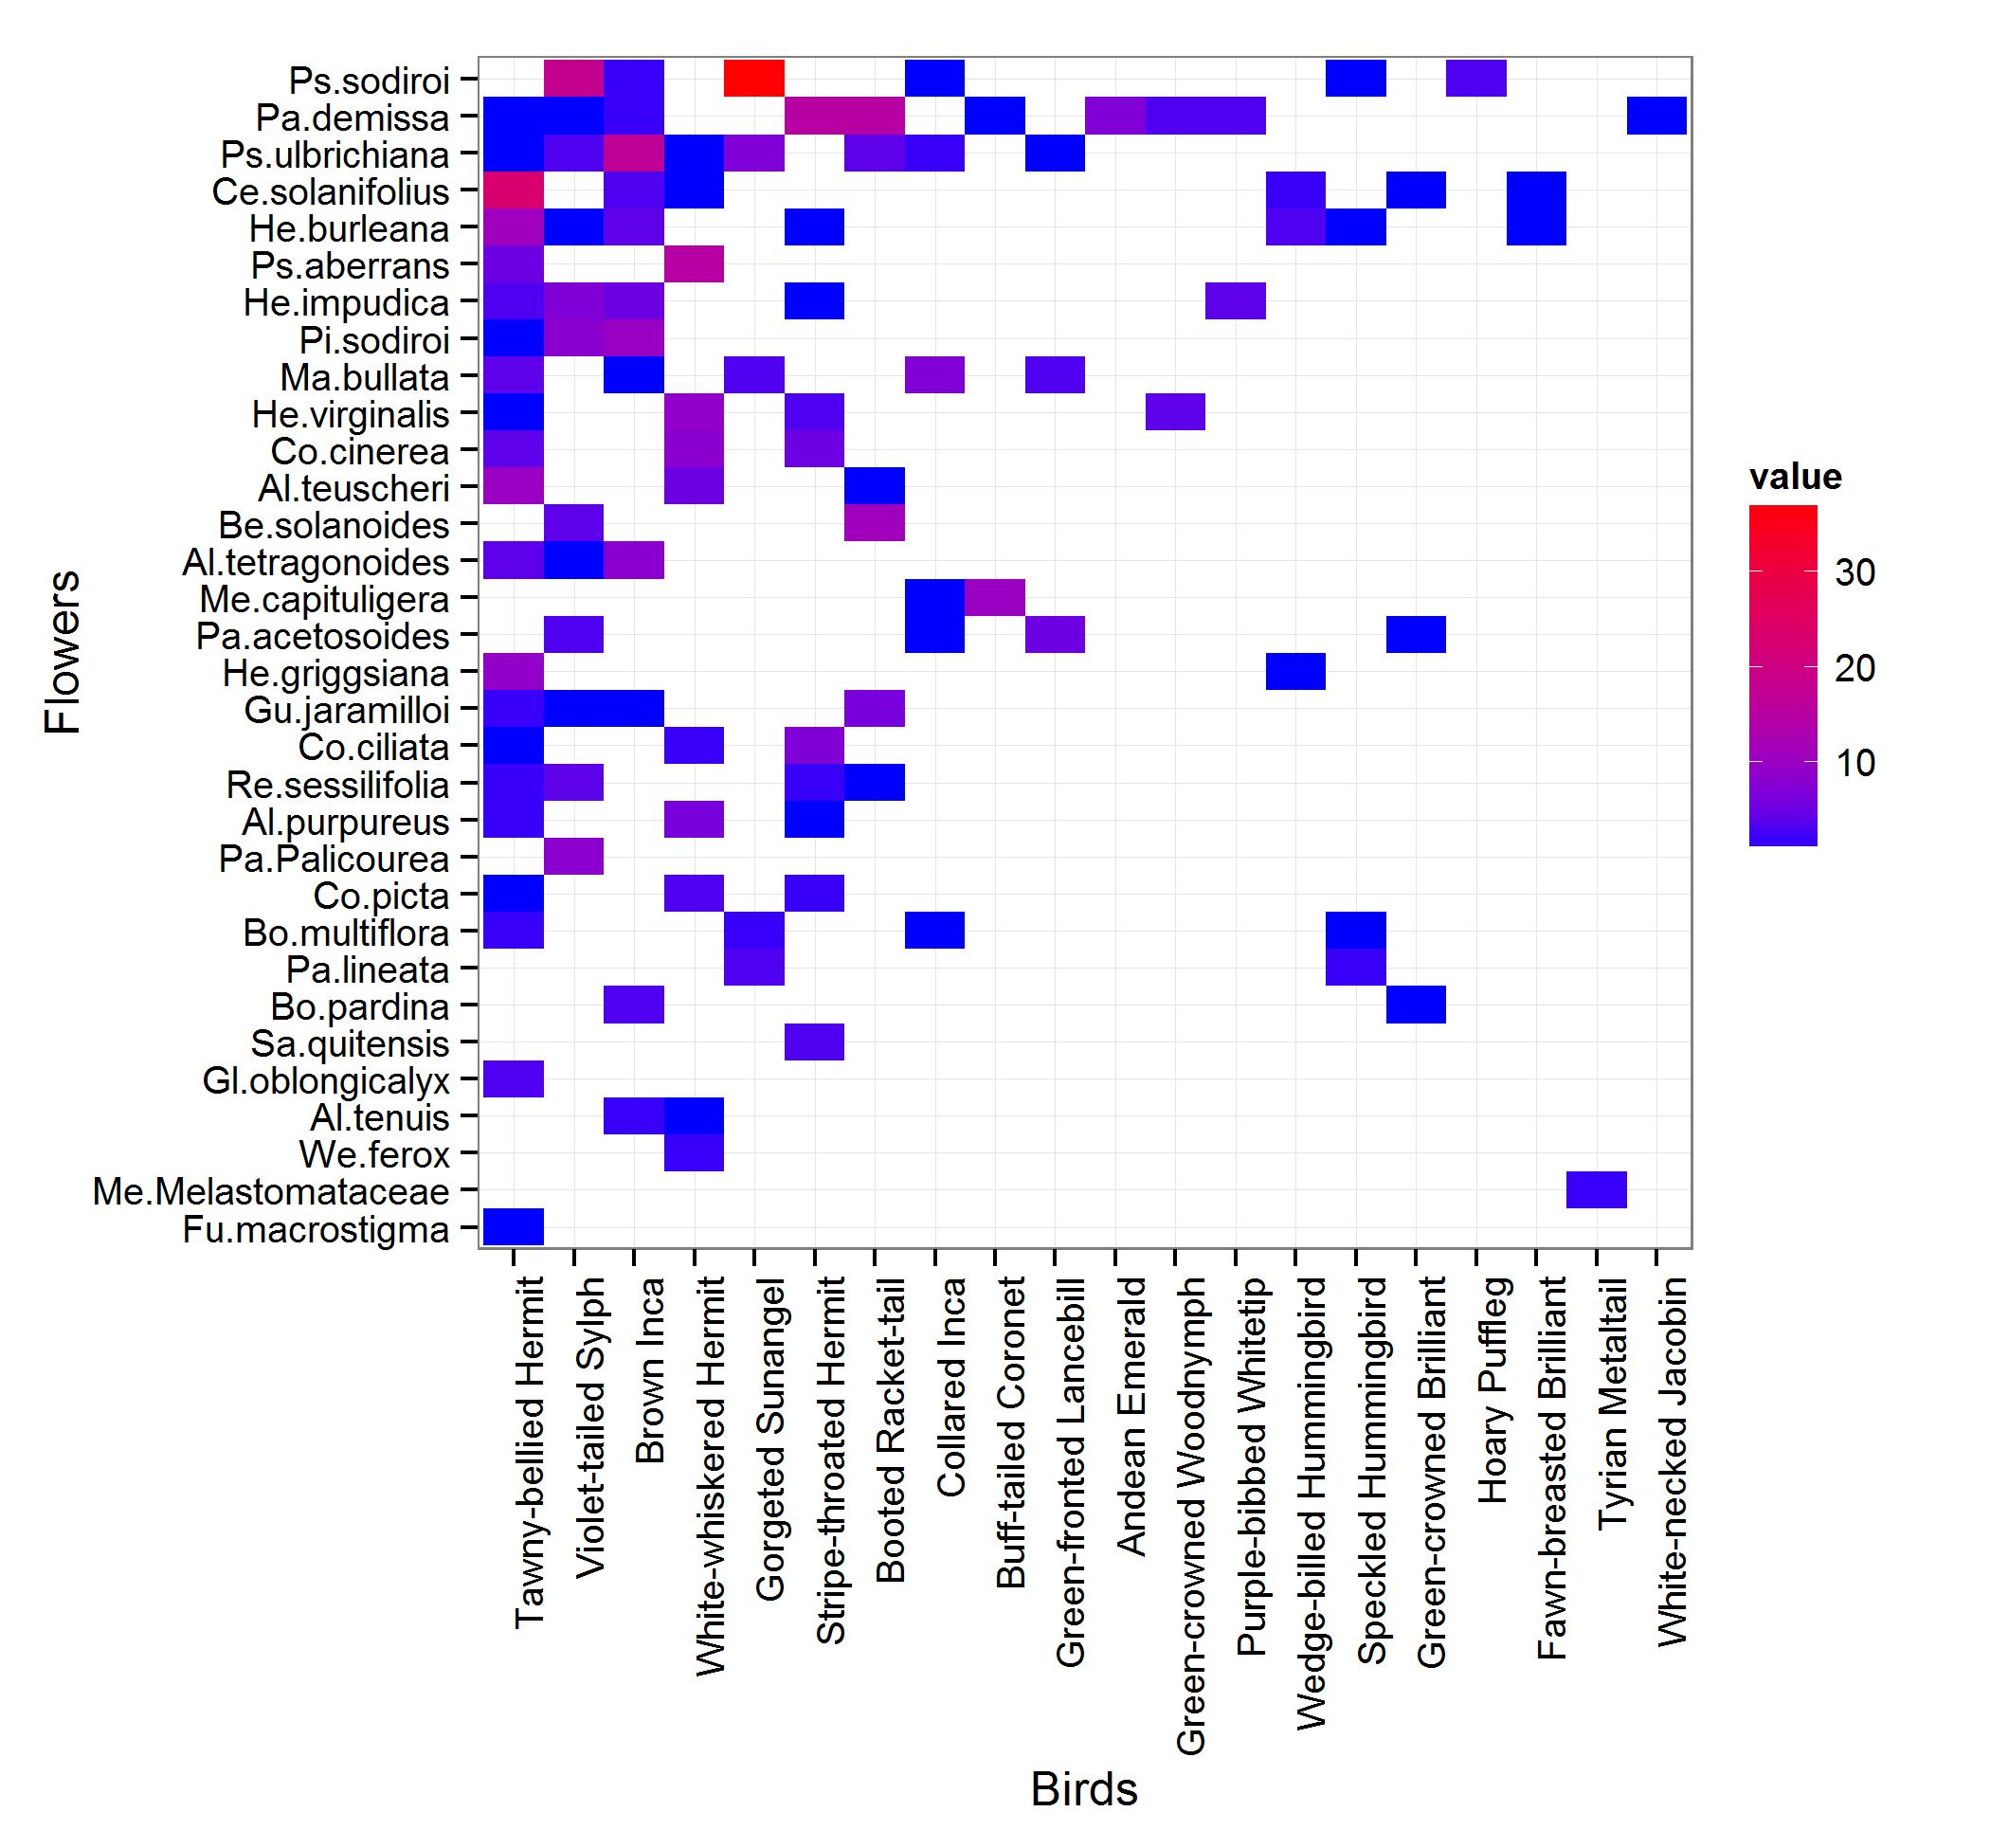 Ps.sodiroi
Pa.demissa
Ps.ulbrichiana
Ce.solanifolius
He.burleana
Ps.aberrans
He.impudica
Pi.sodiroi
Ma.bullata
He.virginalis
Co.cinerea
Al.teuscheri
Be.solanoides
Al.tetragonoides
Me.capituligera
Pa.acetosoides
He.griggsiana
Gu.jaramilloi
Co.ciliata
Re.sessilifolia
Al.purpureus
Pa.Palicourea
Co.picta
Bo.multiflora
Pa.lineata
Bo.pardina
Sa.quitensis
Gl.oblongicalyx
Al.tenuis
We.ferox
Me.Melastomataceae
Fu.macrostigma
Flowers
Tawny-bellied Hermit
Violet-tailed Sylph
Brown Inca
White-whiskered Hermit
Gorgeted Sunangel
Stripe-throated Hermit
Booted Racket-tail
Collared Inca
Buff-tailed Coronet
Green-fronted Lancebill
Andean Emerald
Green-crowned Woodnymph
Purple-bibbed Whitetip
Wedge-billed Hummingbird
Speckled Hummingbird
Green-crowned Brilliant
Hoary Puffleg
Fawn-breasted Brilliant
Tyrian Metaltail
White-necked Jacobin
Birds
value
30
20
10